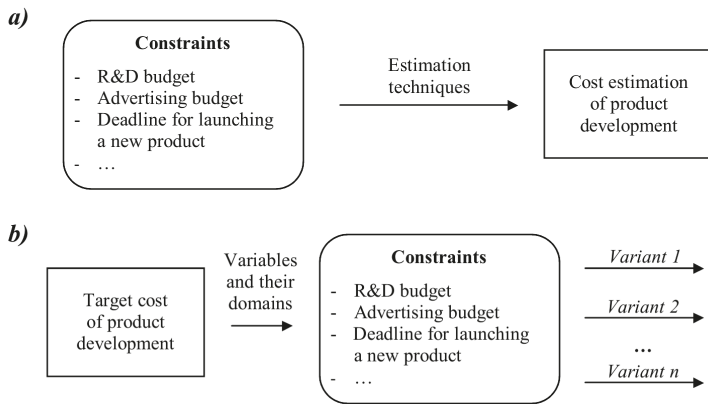 a)
Constraints
- R&D budget
- Advertising budget
- Deadline for launching
a new product
- …
Estimation
techniques
Cost estimation
of product
development
b)
Target cost
of product
development
Variables
and their
domains
Constraints
- R&D budget
- Advertising budget
- Deadline for launching
a new product
- …
Variant 1
Variant 2
...
Variant n